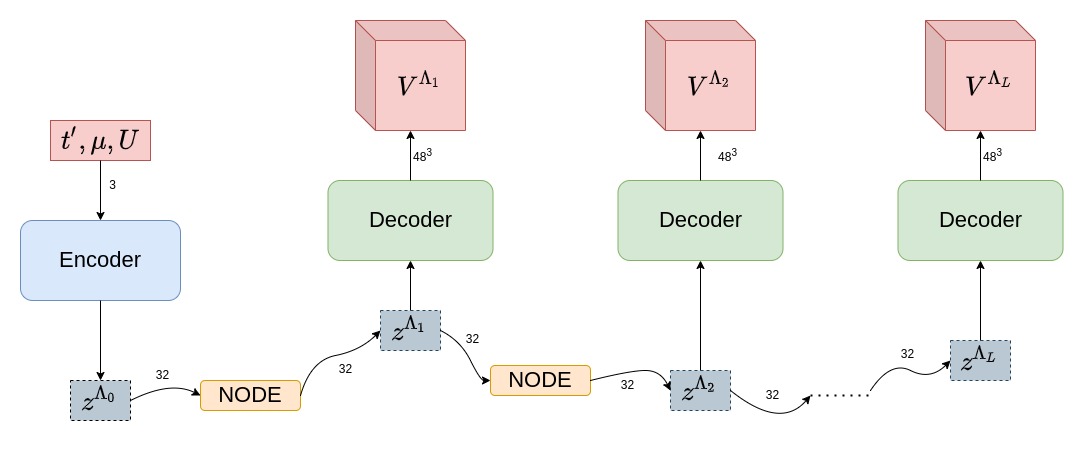 $V^{\Lambda_1}$
$V^{\Lambda_2}$
$V^{\Lambda_L}$
$t', \mu, U$
3
$48^3$
$48^3$
$48^3$
Encoder
Decoder
Decoder
Decoder
$z^{\Lambda_0}$
32
NODE
32
$z^{\Lambda_1}$
32
NODE
32
$z^{\Lambda_2}$
32
........
32
$z^{\Lambda_L}$